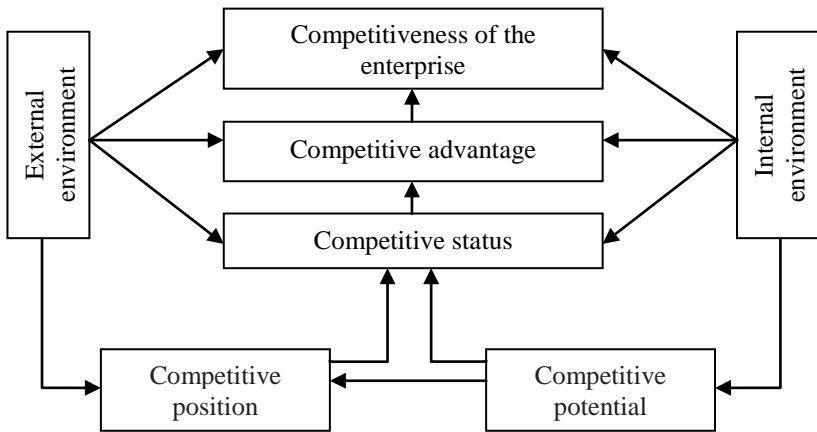 Competitiveness of the
enterprise
External
environment
Competitive advantage
Internal
environment
Competitive status
Competitive
position
Competitive
potential